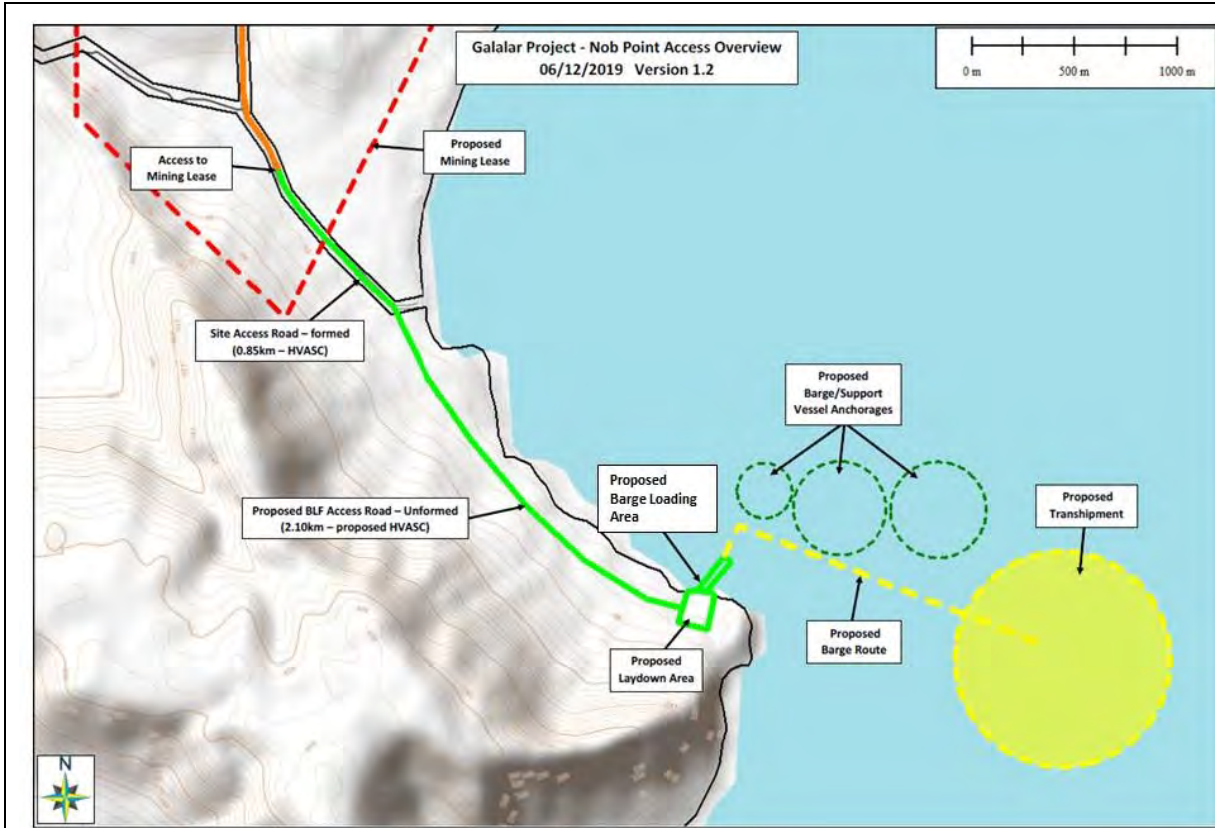 Galalar Project - Nob Point Access Overview
06/12/2019 Version 1.2
0 m
500 m
1000 m
Access to
Mining Lease
Proposed
Mining Lease
Site Access Road – formed
(0.85km – HVASC)
Proposed
Barge/Support
Vessel Anchorages
Proposed
Barge Loading
Area
Proposed BLF Access Road – Unformed
(2.10km – proposed HVASC)
Proposed
Transhipment
Proposed
Barge Route
Proposed
Laydown Area
N